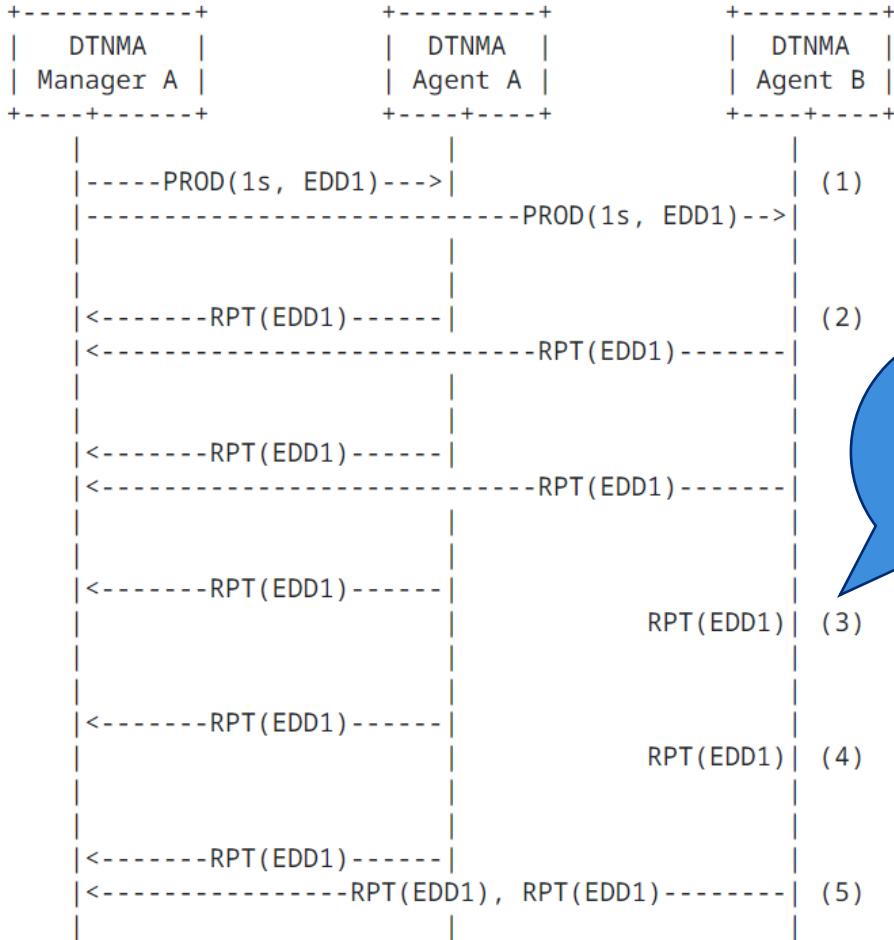 +-----------+ +---------+ +---------+
| DTNMA | | DTNMA | | DTNMA |
| Manager A | | Agent A | | Agent B |
+----+------+ +----+----+ +----+----+
| | |
|-----PROD(1s, EDD1)--->| | (1)
|----------------------------PROD(1s, EDD1)-->|
| | |
| | |
|<-------RPT(EDD1)------| | (2)
|<----------------------------RPT(EDD1)-------|
| | |
| | |
|<-------RPT(EDD1)------| |
|<----------------------------RPT(EDD1)-------|
| | |
| | |
|<-------RPT(EDD1)------| |
| | RPT(EDD1)| (3)
| | |
| | |
|<-------RPT(EDD1)------| |
| | RPT(EDD1)| (4)
| | |
| | |
|<-------RPT(EDD1)------| |
|<----------------RPT(EDD1), RPT(EDD1)--------| (5)
| | |